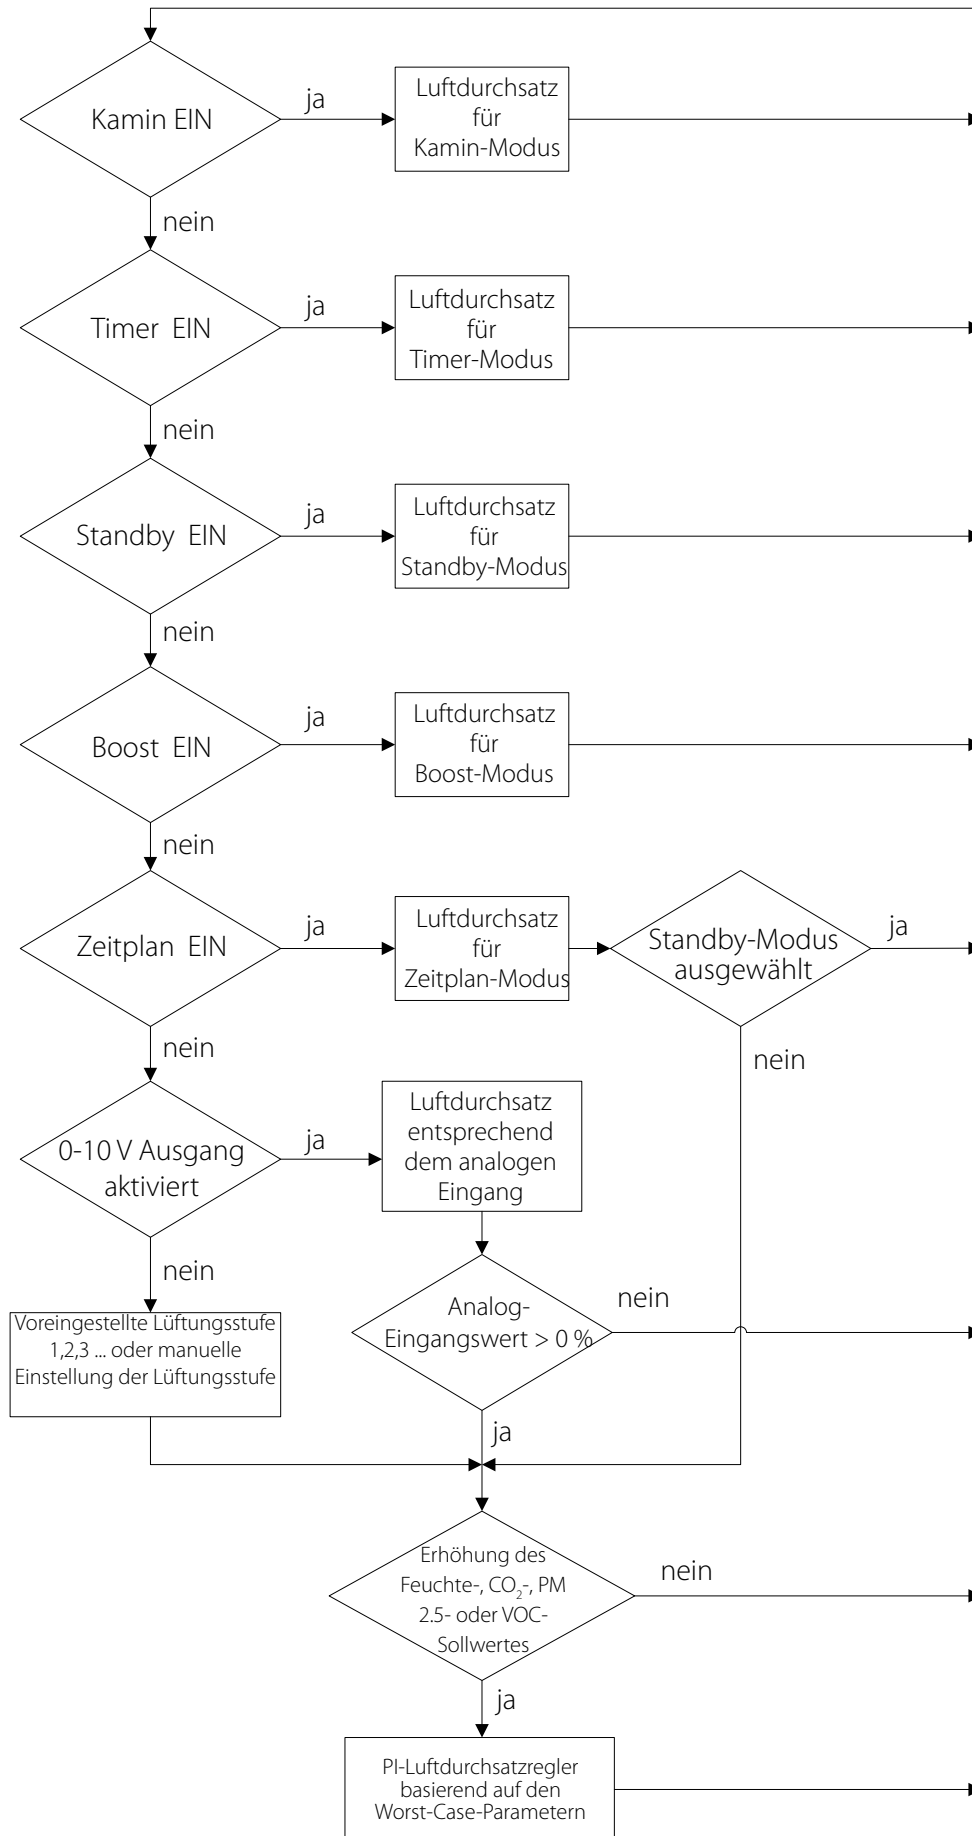 Kamin EIN
ja
Luftdurchsatz
für
Kamin-Modus
nein
Timer EIN
ja
Luftdurchsatz
für
Timer-Modus
nein
Standby EIN
ja
Luftdurchsatz
für
Standby-Modus
nein
Boost EIN
ja
Luftdurchsatz
für
Boost-Modus
nein
Zeitplan EIN
ja
Luftdurchsatz
für
Zeitplan-Modus
Standby-Modus
ausgewählt
ja
nein
nein
0-10 V Ausgang
aktiviert
ja
Luftdurchsatz
entsprechend
dem analogen
Eingang
nein
Voreingestellte Lüftungsstufe
1,2,3 ... oder manuelle
Einstellung der Lüftungsstufe
Analog-
Eingangswert > 0 %
nein
ja
Erhöhung des
Feuchte-, CO₂-, PM
2.5- oder VOC-
Sollwertes
nein
ja
PI-Luftdurchsatzregler
basierend auf den
Worst-Case-Parametern